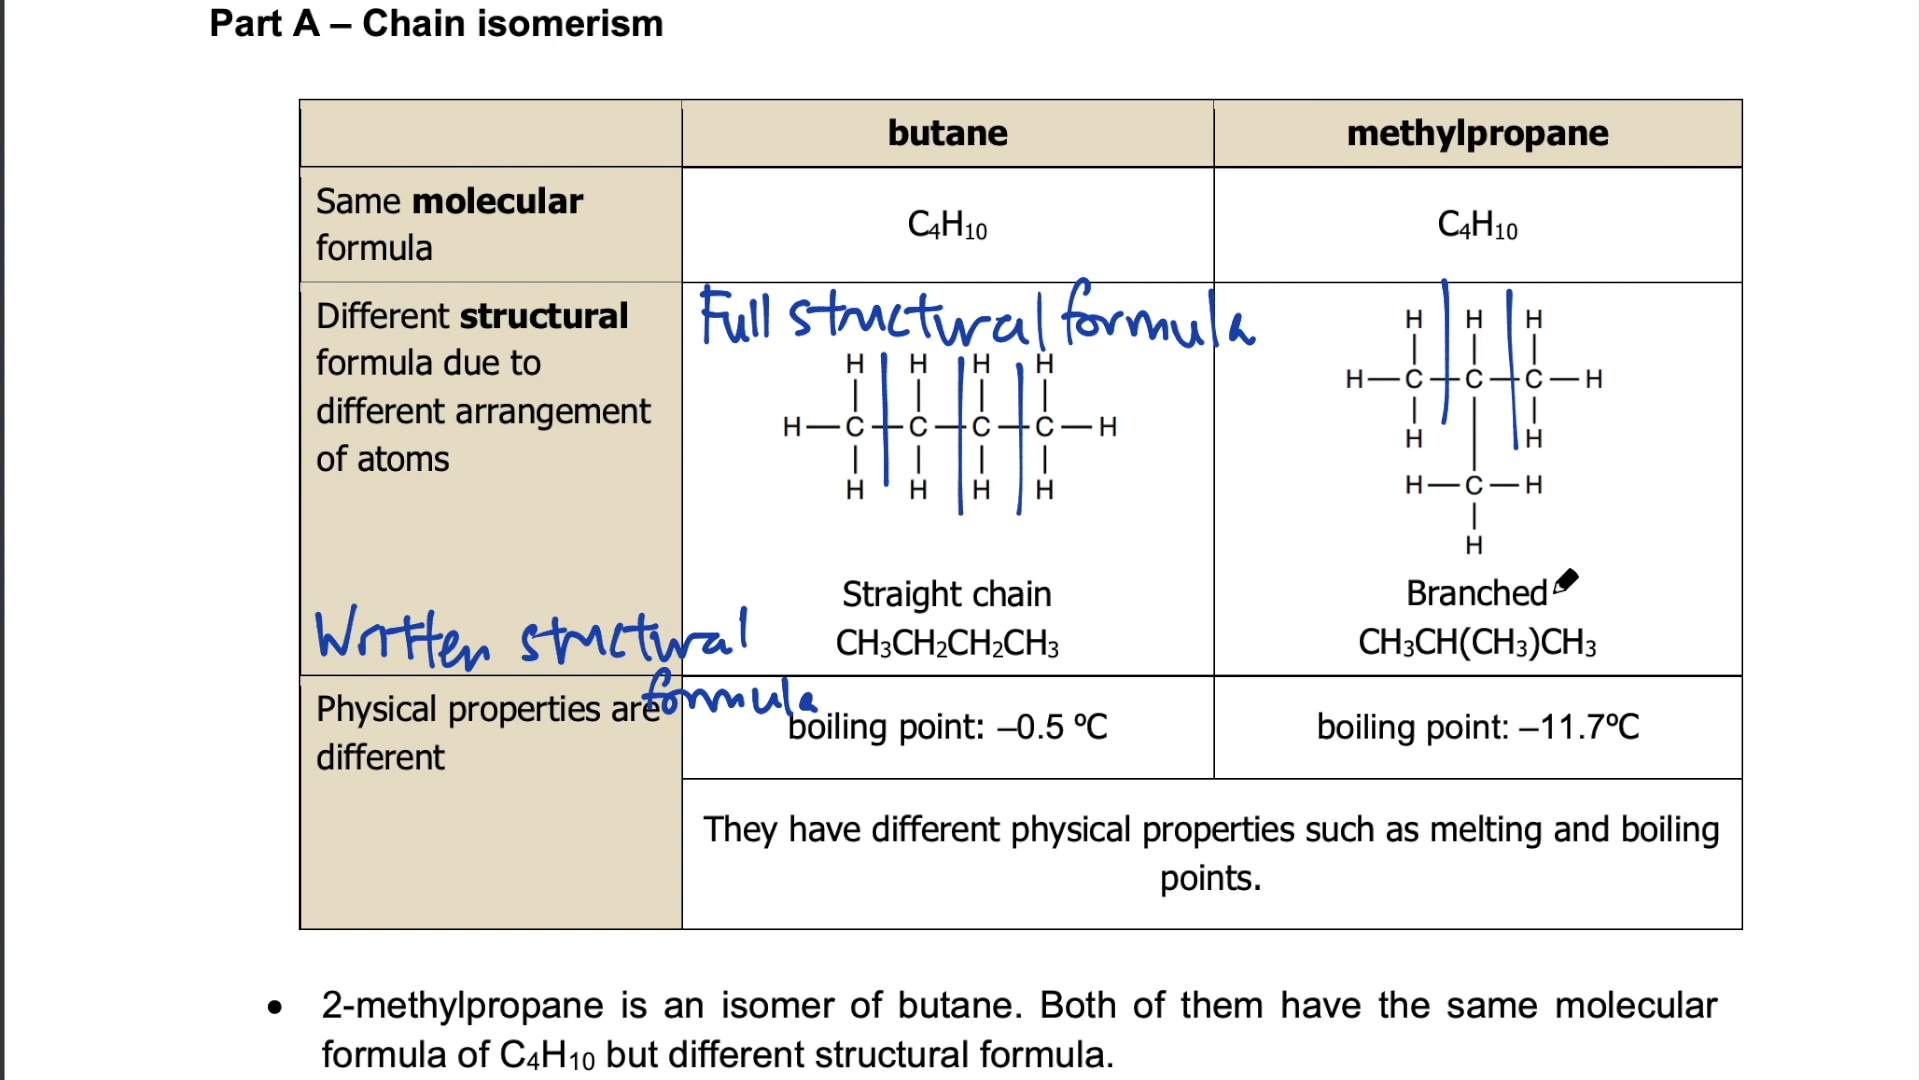 Part A – Chain isomerism
butane
methylpropane
Same molecular
formula
C₄H₁₀
C₄H₁₀
Different structural
formula due to
different arrangement
of atoms
Full structural formula
H H H H
H—C—C—C—C—H
H H H H
Straight chain
CH₃CH₂CH₂CH₃
H H H
H—C—C—C—H
H H
H—C—H
H
Branched
CH₃CH(CH₃)CH₃
Written structural
formula
Physical properties are
different
boiling point: –0.5 ºC
boiling point: –11.7ºC
They have different physical properties such as melting and boiling
points.
• 2-methylpropane is an isomer of butane. Both of them have the same molecular
formula of C₄H₁₀ but different structural formula.